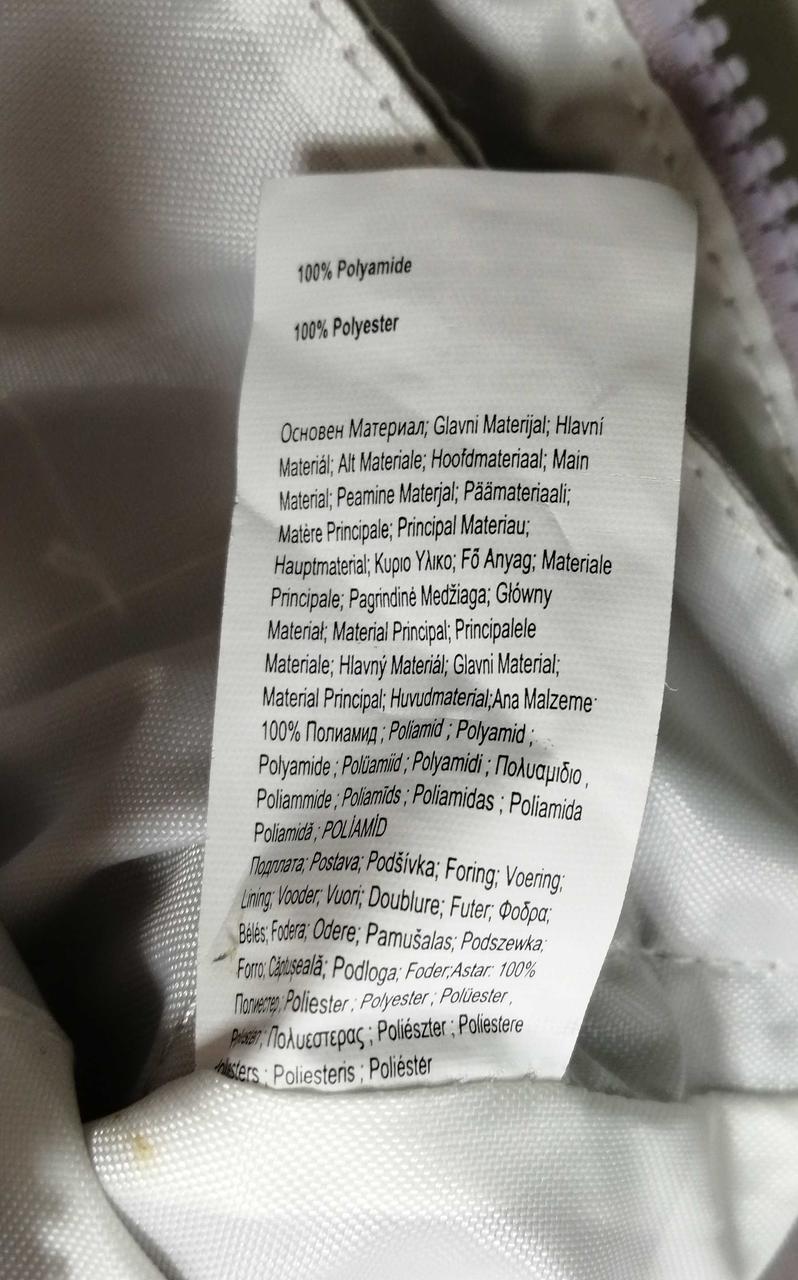 100% Polyamide
100% Polyester
Основен Материал; Glavni Materijal; Hlavní
Materiál; Alt Materiale; Hoofdmateriaal; Main
Material; Peamine Materjal; Päämateriaali;
Matère Principale; Principal Materiau;
Hauptmaterial; Κυριο Υλικο; Fő Anyag; Materiale
Principale; Pagrindinė Medžiaga; Główny
Materiał; Material Principal; Principalele
Materiale; Hlavný Materiál; Glavni Material;
Material Principal; Huvudmaterial;Ana Malzeme
100% Полиамид ; Poliamid ; Polyamid ;
Polyamide ; Polüamiid ; Polyamidi ; Πολυαμιδιο ,
Poliammide ; Poliamīds ; Poliamidas ; Poliamida
Poliamidă ; POLİAMİD
Подплата; Postava; Podšívka; Foring; Voering;
Lining; Vooder; Vuori; Doublure; Futer; Φοδρα;
Bélés; Fodera; Odere; Pamušalas; Podszewka;
Forro; Căptuşeală; Podloga; Foder;Astar: 100%
Полиестер; Poliester ; Polyester ; Polüester ,
Πολυεστερας ; Poliészter ; Poliestere
; Poliesteris ; Poliéster